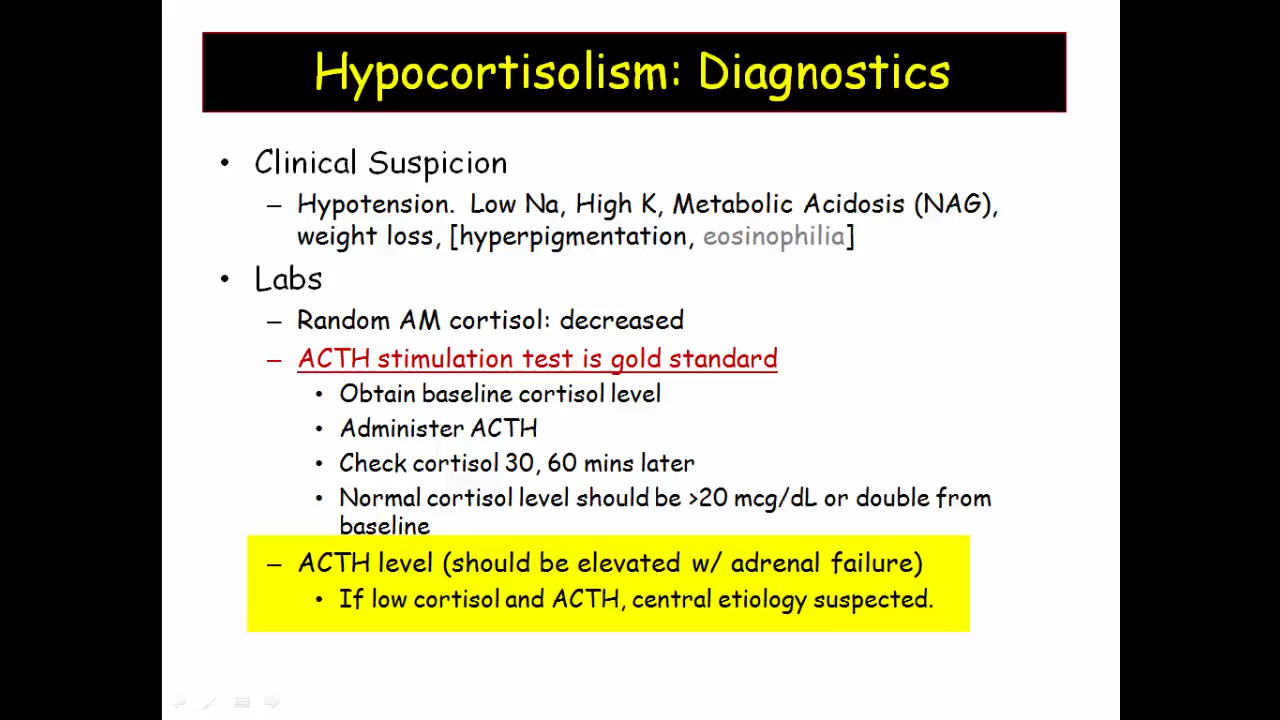 Hypocortisolism: Diagnostics
• Clinical Suspicion
– Hypotension. Low Na, High K, Metabolic Acidosis (NAG),
weight loss, [hyperpigmentation, eosinophilia]
• Labs
– Random AM cortisol: decreased
– ACTH stimulation test is gold standard
• Obtain baseline cortisol level
• Administer ACTH
• Check cortisol 30, 60 mins later
• Normal cortisol level should be >20 mcg/dL or double from
baseline
– ACTH level (should be elevated w/ adrenal failure)
• If low cortisol and ACTH, central etiology suspected.